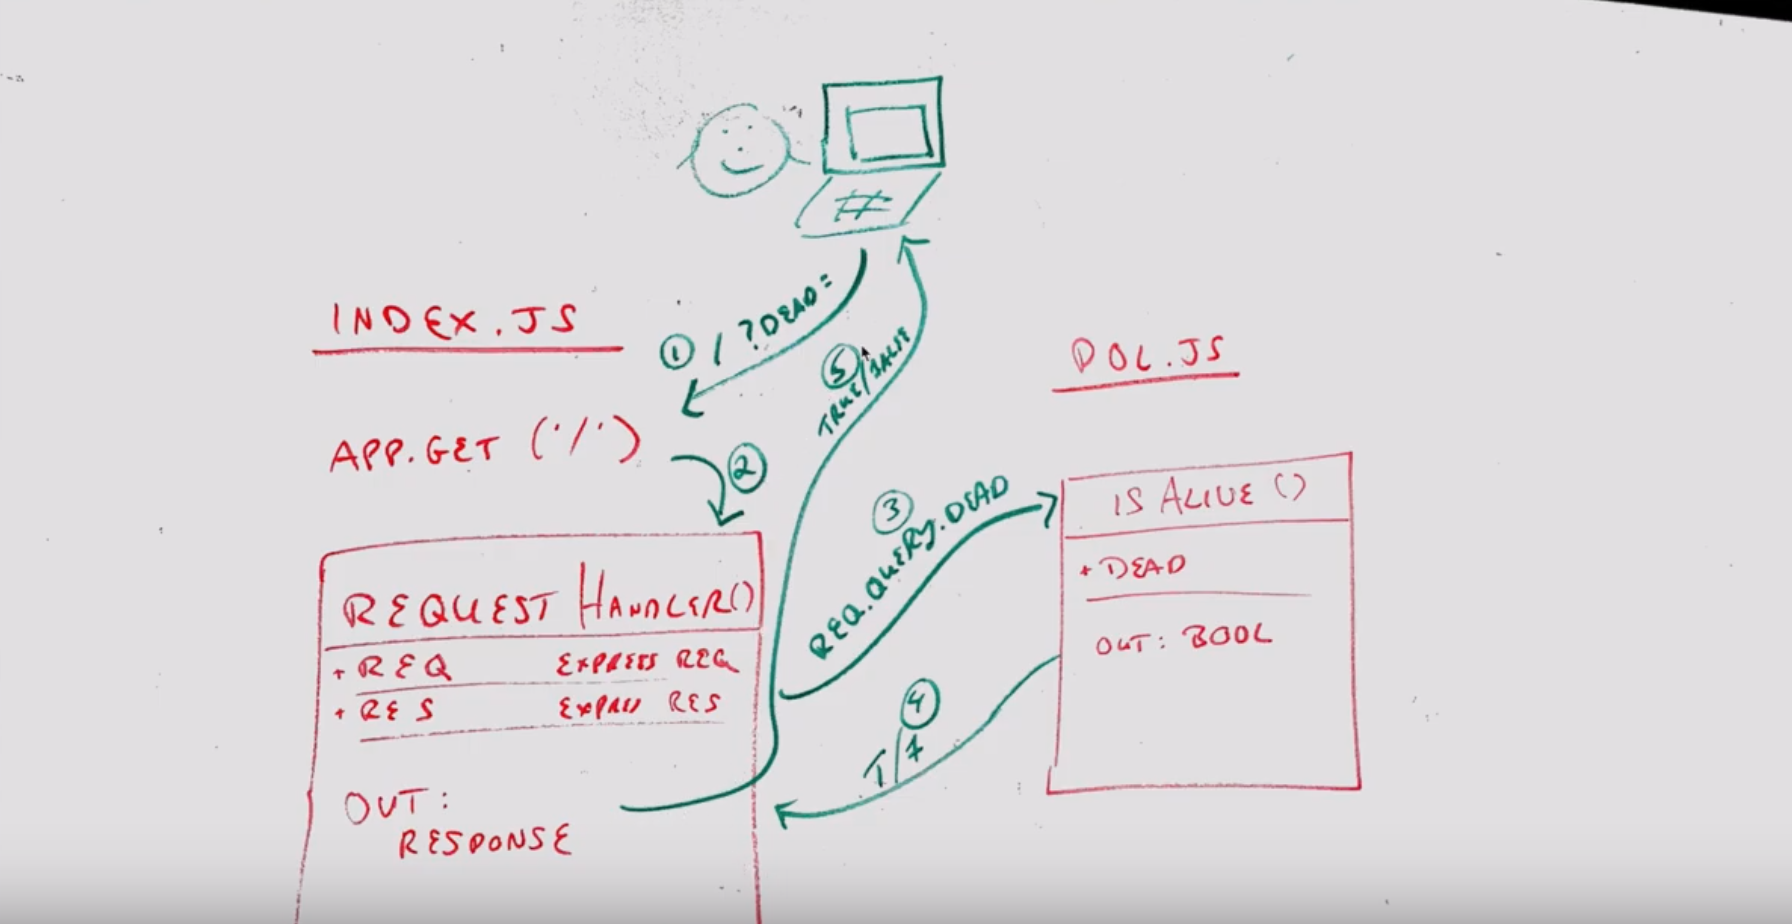 INDEX.JS
① / ?DEAD=
⑤
TRUE/FALSE
DOL.JS
APP.GET ('/')
②
③
REQ.QUERY.DEAD
IS ALIVE ()
+ DEAD
OUT: BOOL
REQUEST HANDLER()
+ REQ EXPRESS REQ
+ RES EXPRESS RES
④
T/F
OUT:
RESPONSE